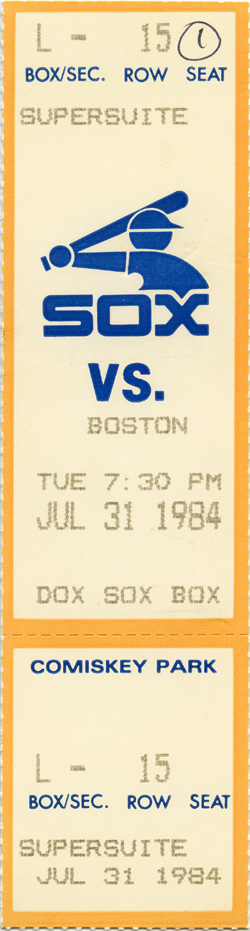 L - 15 1
BOX/SEC. ROW SEAT
SUPERSUITE
SOX
VS.
BOSTON
TUE 7:30 PM
JUL 31 1984
DOX SOX BOX
COMISKEY PARK
L - 15
BOX/SEC. ROW SEAT
SUPERSUITE
JUL 31 1984